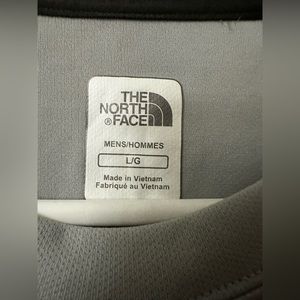 THE
NORTH
®FACE
MENS/HOMMES
L/G
Made in Vietnam
Fabriqué au Vietnam